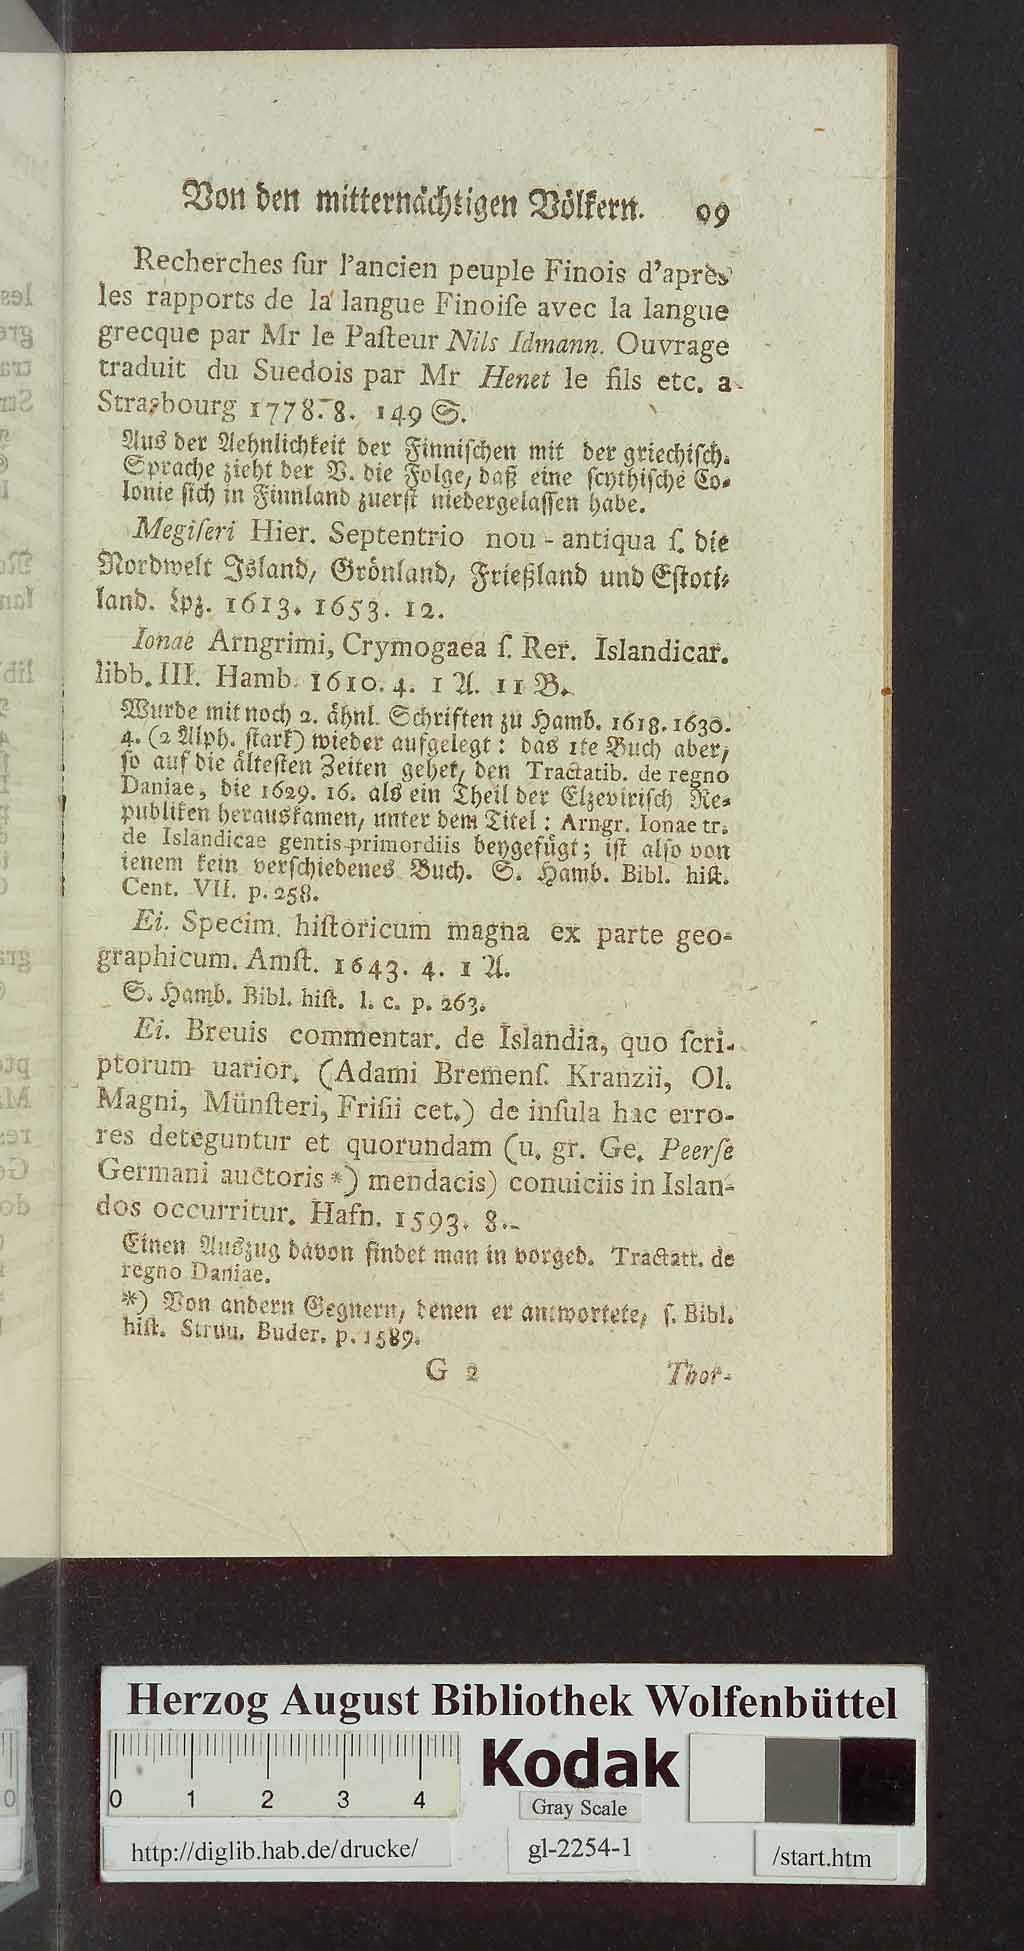 Von den mitternächtigen Völkern. 99
Recherches ſur l'ancien peuple Finois d'après
les rapports de la langue Finoiſe avec la langue
grecque par Mr le Paſteur Nils Idmann. Ouvrage
traduit du Suedois par Mr Henet le fils etc. a
Strasbourg 1778. 8. 149 S.
Aus der Aehnlichkeit der Finniſchen mit der griechiſch.
Sprache zieht der V. die Folge, daß eine ſcythiſche Co-
lonie ſich in Finnland zuerſt niedergelaſſen habe.
Megiſeri Hier. Septentrio nou-antiqua ſ. die
Nordwelt Island, Grönland, Frießland und Eſtoti-
land. Lpz. 1613. 1653. 12.
Ionae Arngrimi, Crymogaea ſ. Rer. Islandicar.
libb. III. Hamb. 1610. 4. 1 A. 11 B.
Wurde mit noch 2. ähnl. Schriften zu Hamb. 1618. 1630.
4. (2 Alph. ſtark) wieder aufgelegt: das 1te Buch aber,
ſo auf die älteſten Zeiten gehet, den Tractatib. de regno
Daniae, die 1629. 16. als ein Theil der Elzeviriſch Re-
publiken herauskamen, unter dem Titel: Arngr. Ionae tr.
de Islandicae gentis primordiis beygefügt; iſt alſo von
ienem kein verſchiedenes Buch. S. Hamb. Bibl. hiſt.
Cent. VII. p. 258.
Ei. Specim. hiſtoricum magna ex parte geo-
graphicum. Amſt. 1643. 4. 1 A.
S. Hamb. Bibl. hiſt. l. c. p. 263.
Ei. Breuis commentar. de Islandia, quo ſcri-
ptorum uarior. (Adami Bremenſ. Kranzii, Ol.
Magni, Münſteri, Friſii cet.) de inſula hac erro-
res deteguntur et quorundam (u. gr. Ge. Peerſe
Germani auctoris *) mendacis) conuiciis in Islan-
dos occurritur. Hafn. 1593. 8.
Einen Auszug davon findet man in vorged. Tractatt. de
regno Daniae.
*) Von andern Gegnern, denen er antwortete, ſ. Bibl.
hiſt. Struu. Buder. p. 1589.
G 2 Thor-
Herzog August Bibliothek Wolfenbüttel
0 1 2 3 4
Kodak
Gray Scale
http://diglib.hab.de/drucke/ gl-2254-1 /start.htm